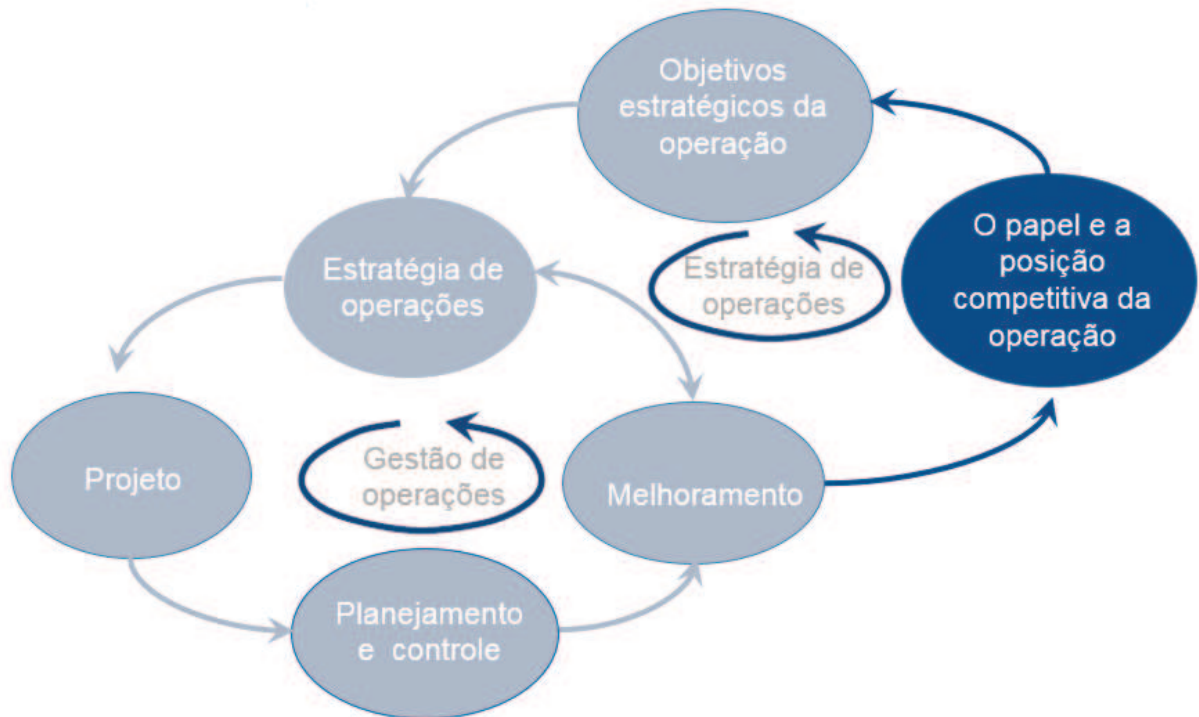 Objetivos
estratégicos da
operação
O papel e a
posição
competitiva da
operação
Estratégia de
operações
Estratégia de
operações
Projeto
Gestão de
operações
Melhoramento
Planejamento
e controle